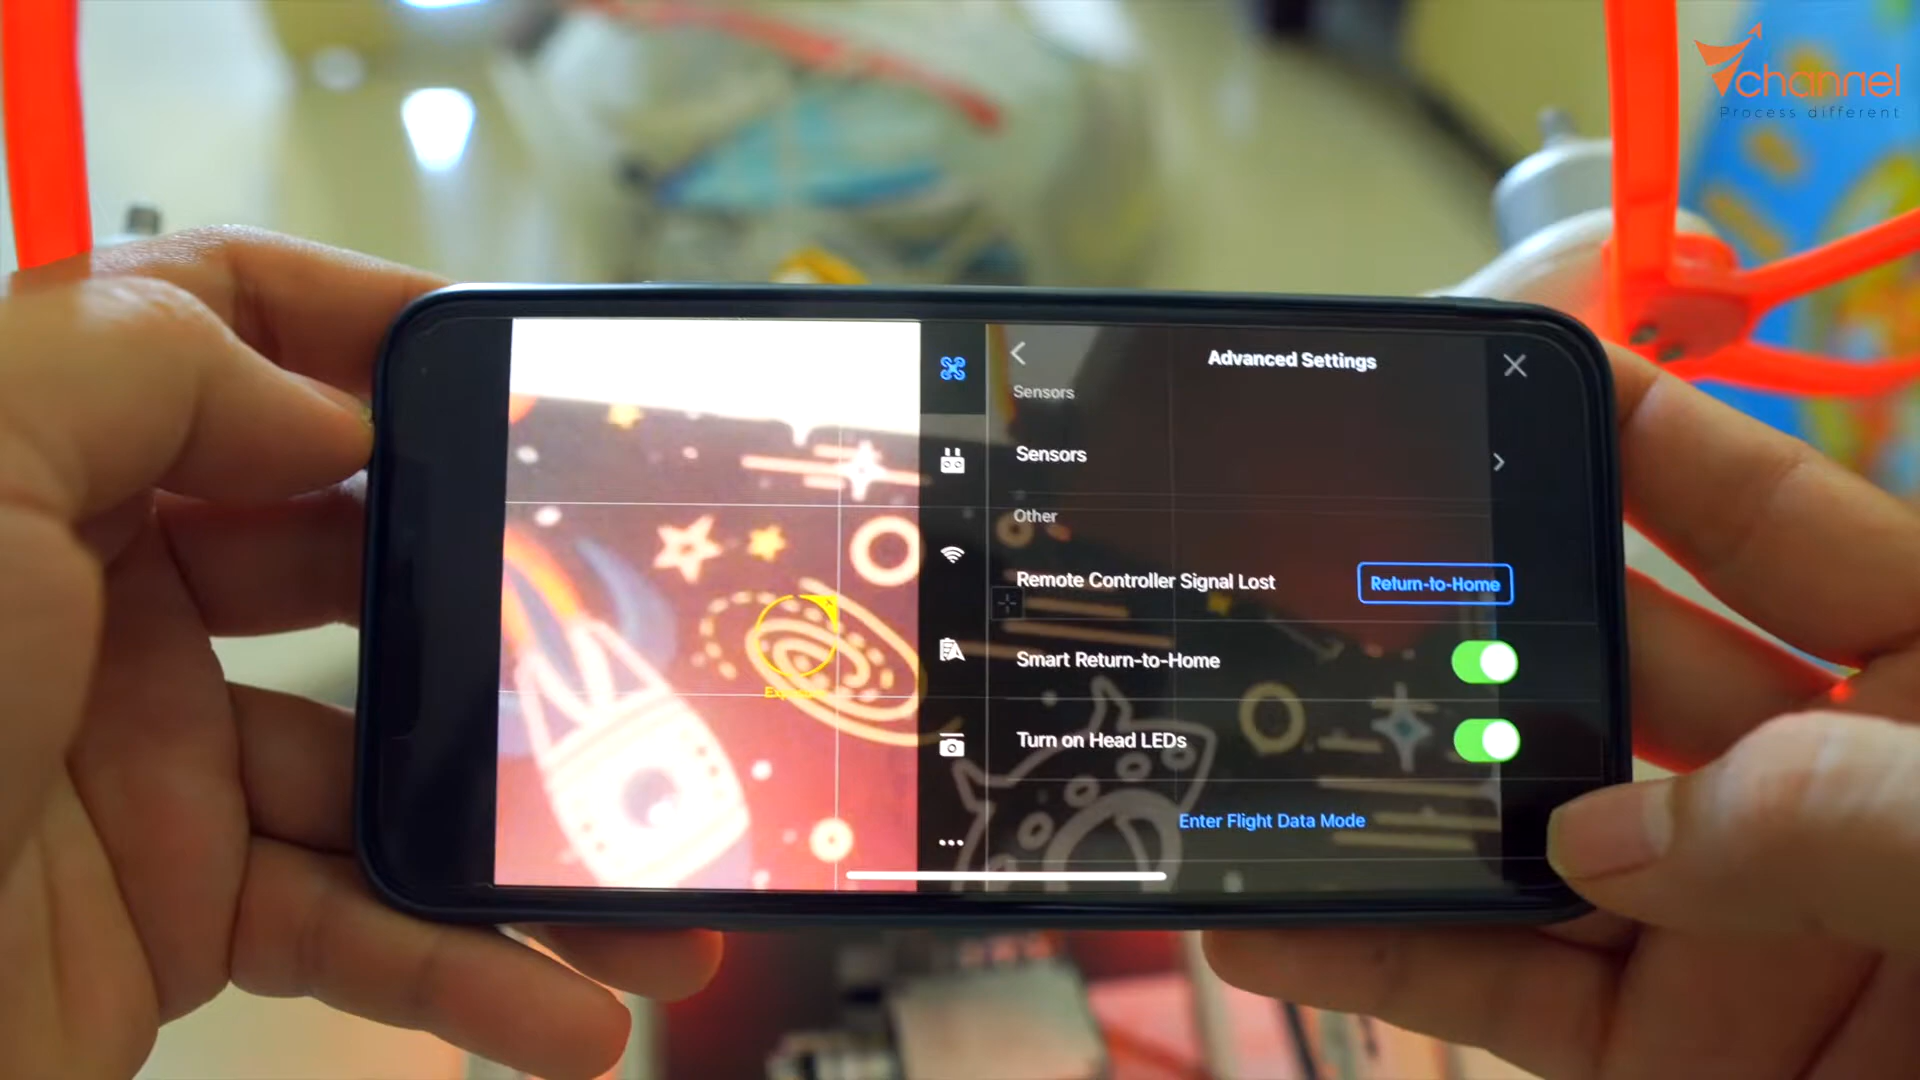 vchannel
Process different
Advanced Settings
Sensors
Sensors
Other
Remote Controller Signal Lost
Return-to-Home
Smart Return-to-Home
Turn on Head LEDs
Enter Flight Data Mode